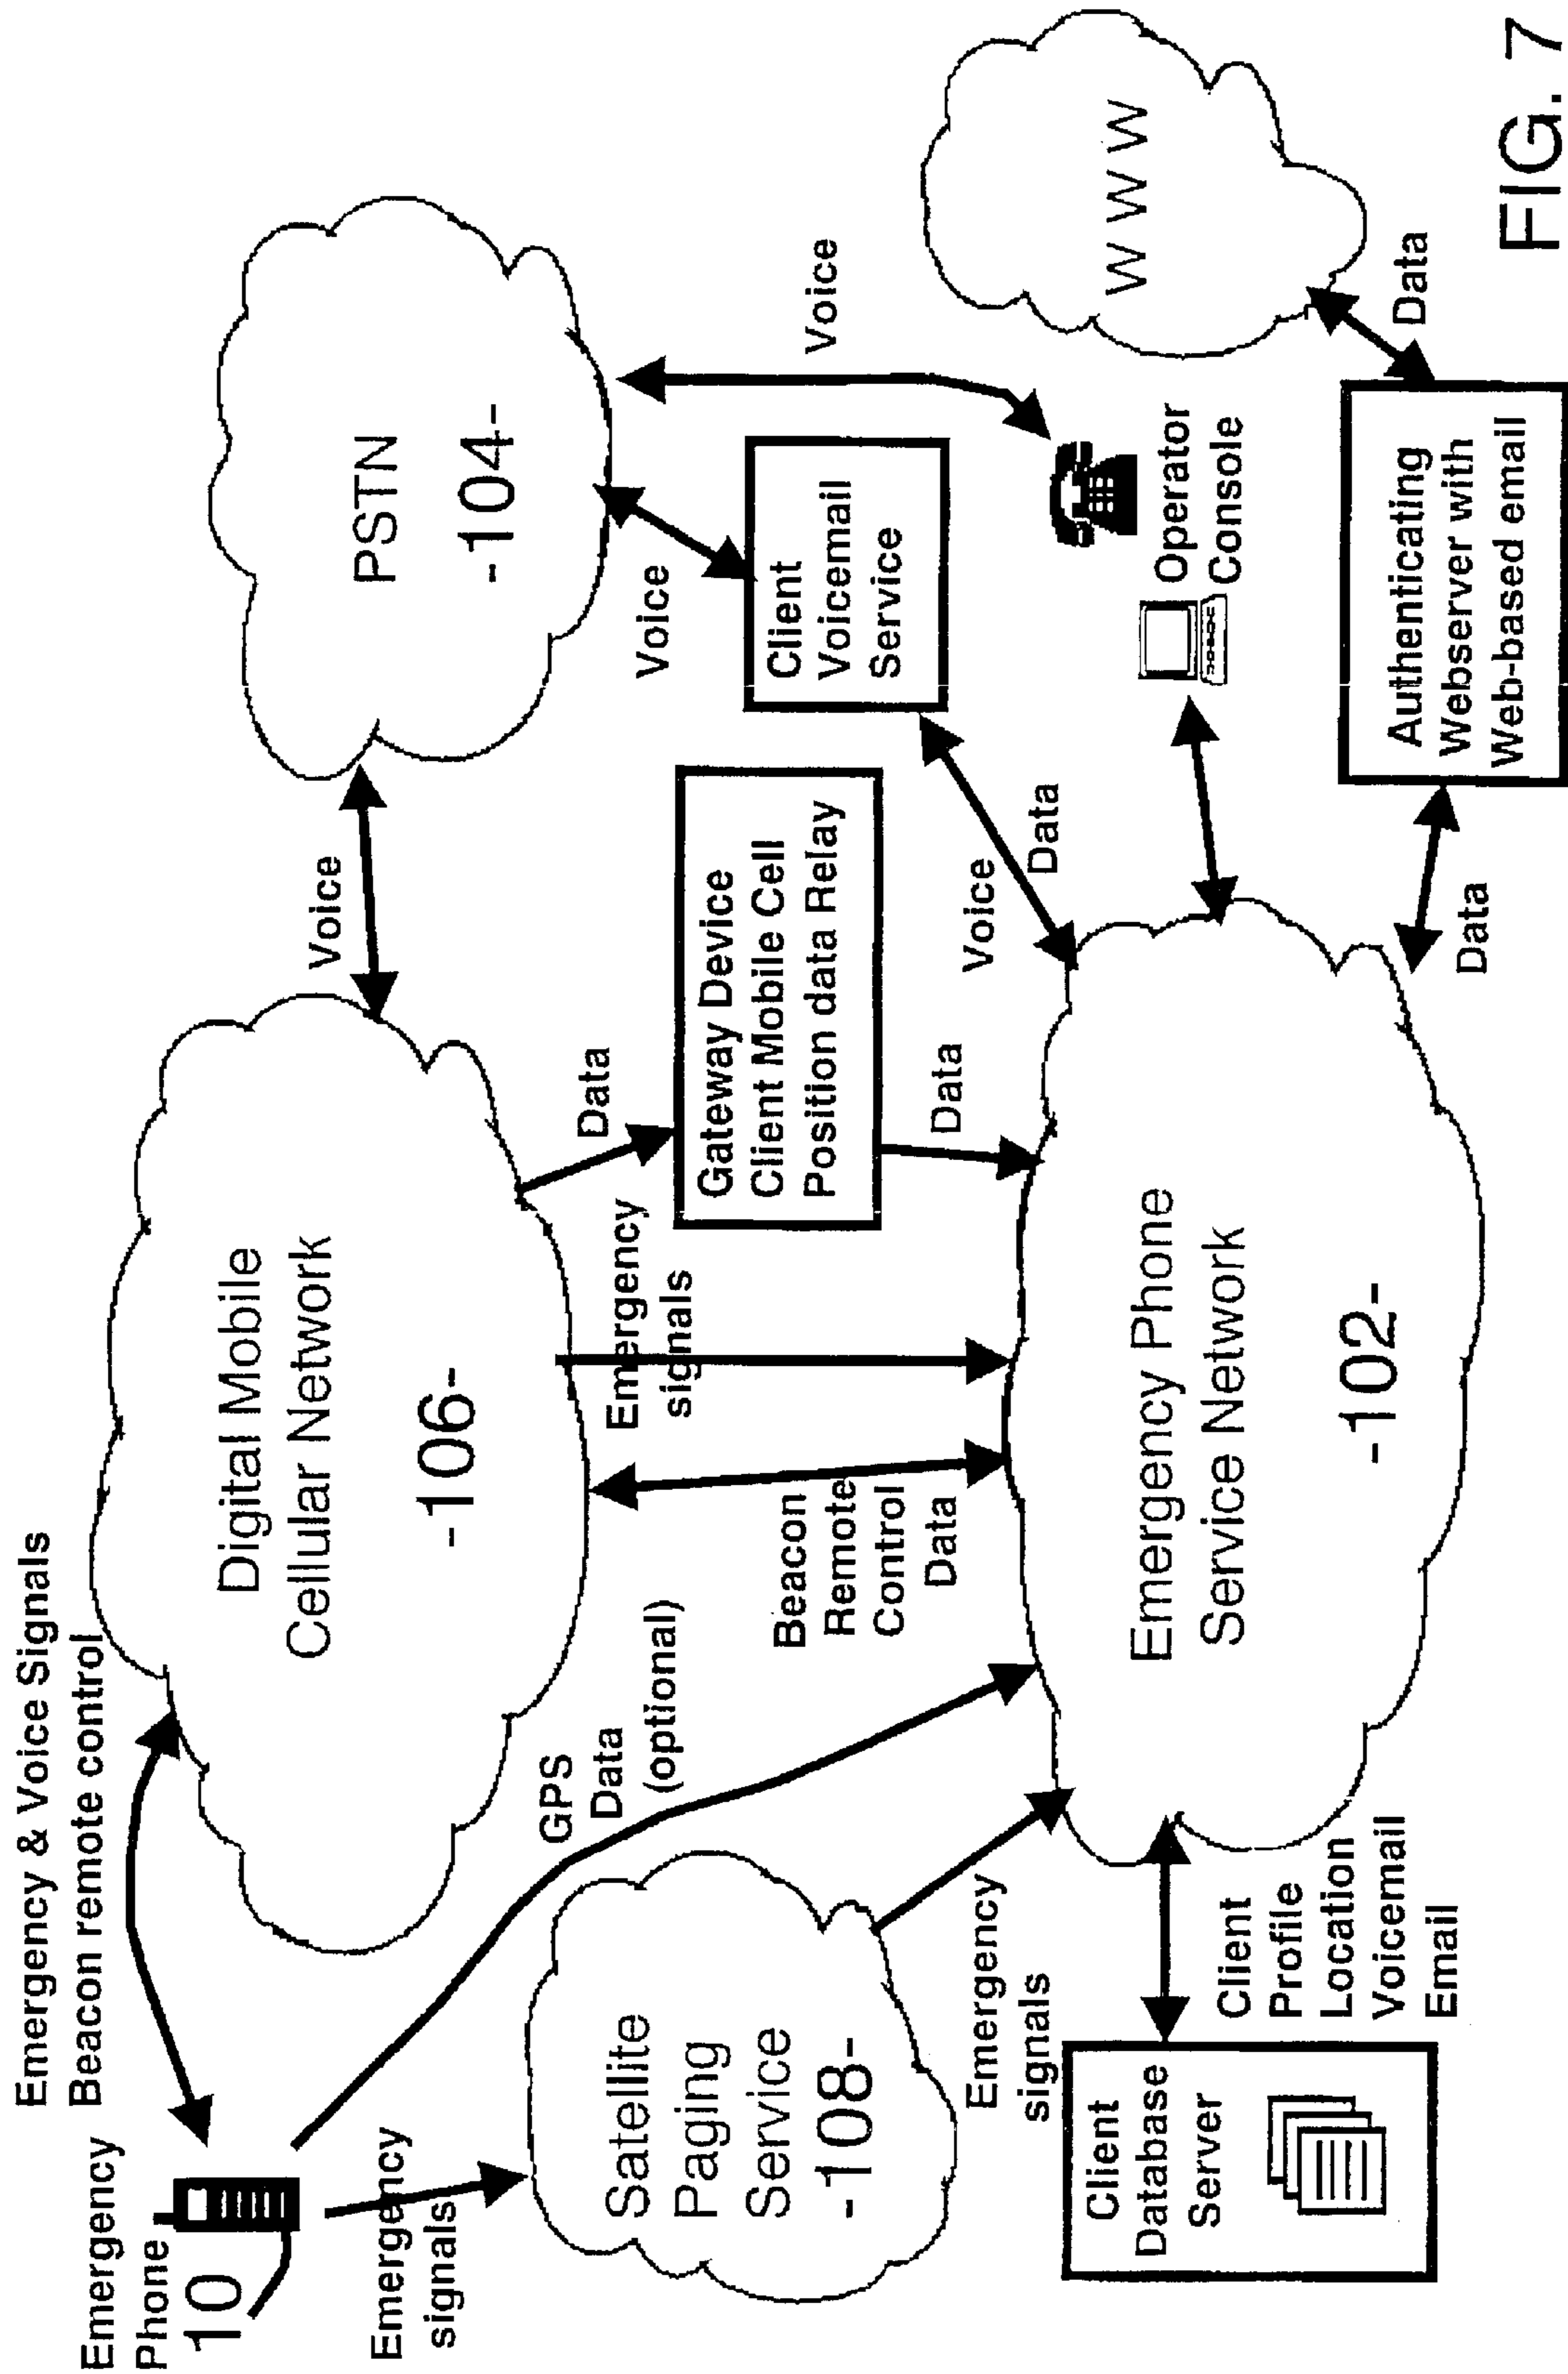 Emergency & Voice Signals
Beacon remote control
Emergency
Phone
10
Emergency
signals
Digital Mobile
Cellular Network
-106-
Voice
PSTN
-104-
GPS
Data
(optional)
Satellite
Paging
Service
-108-
Emergency
signals
Beacon
Remote
Control
Data
Emergency
signals
Data
Gateway Device
Client Mobile Cell
Position data Relay
Data
Voice
Client
Voicemail
Service
Voice
Voice
Data
Operator
Console
W W W
Data
Authenticating
Webserver with
Web-based email
Data
Emergency Phone
Service Network
-102-
Client
Profile
Location
Voicemail
Email
Client
Database
Server
FIG. 7